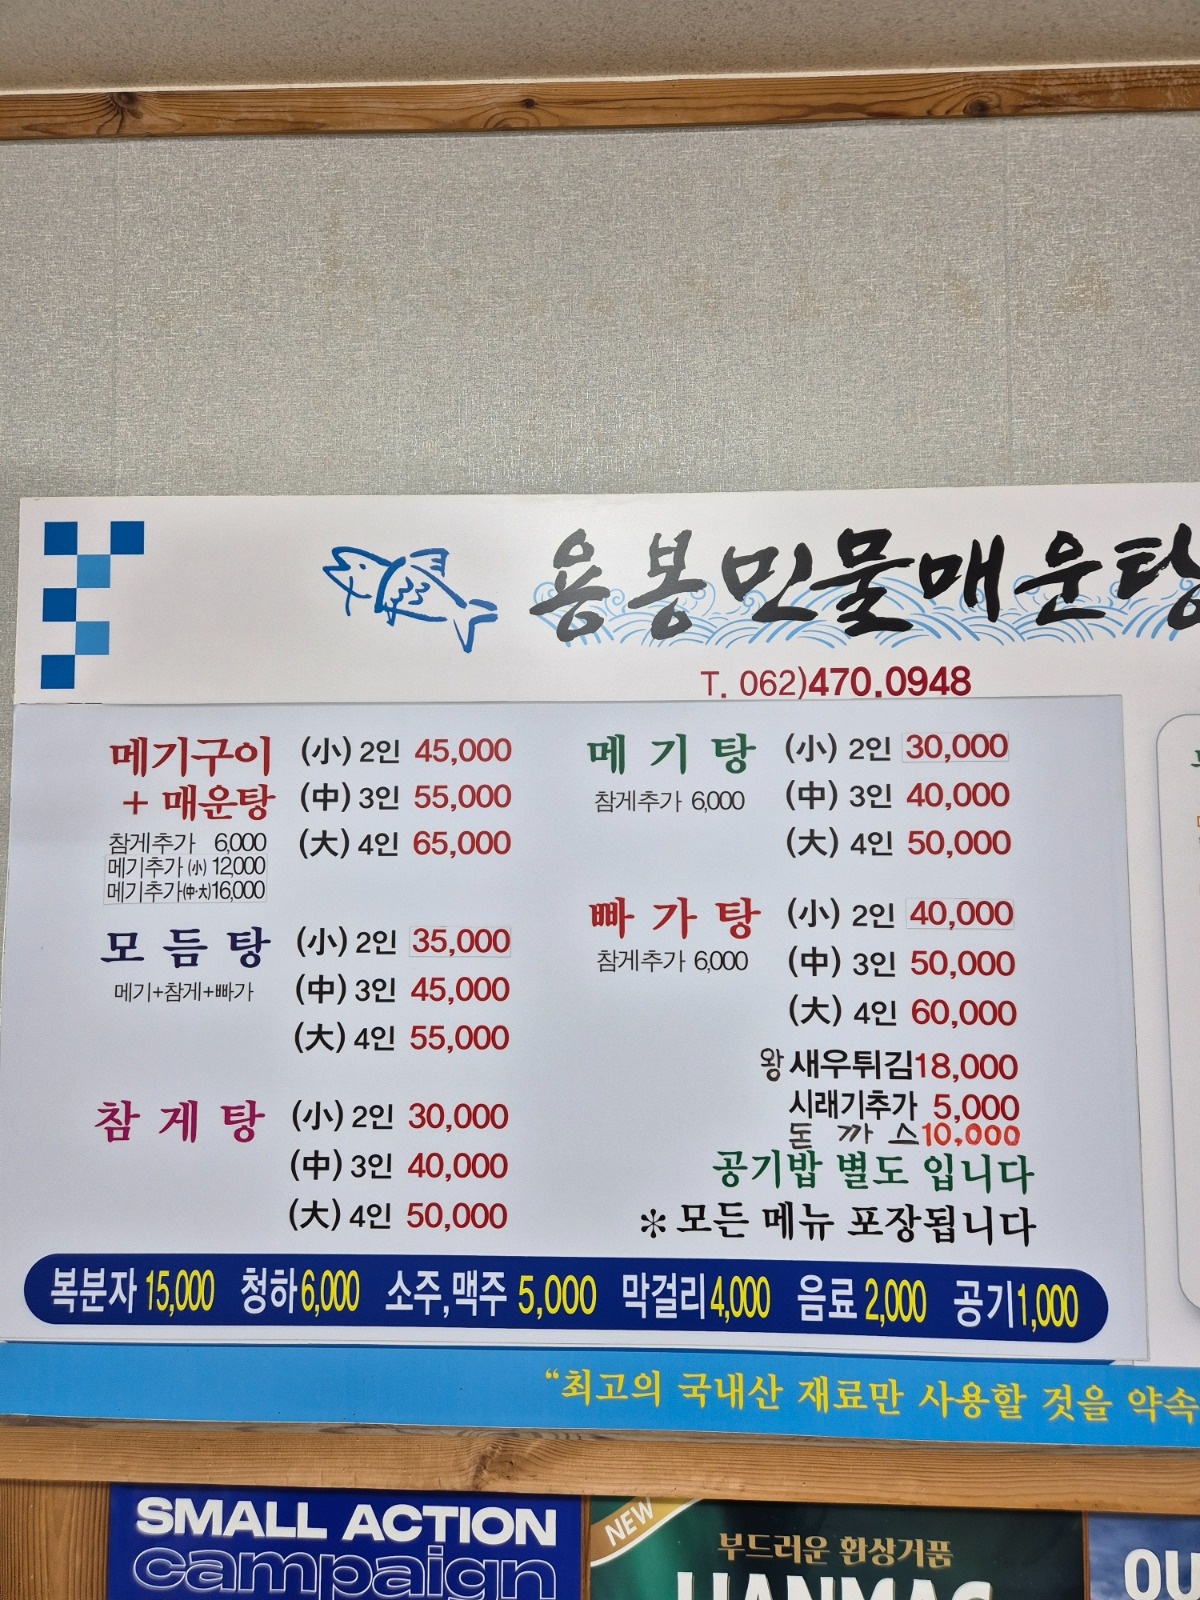 용봉민물매운탕
T. 062)470.0948
메기구이 (小) 2인 45,000
+ 매운탕 (中) 3인 55,000
참게추가 6,000 (大) 4인 65,000
메기추가 (小) 12,000
메기추가(中·大)16,000
모듬탕 (小) 2인 35,000
메기+참게+빠가 (中) 3인 45,000
(大) 4인 55,000
참게탕 (小) 2인 30,000
(中) 3인 40,000
(大) 4인 50,000
메기탕 (小) 2인 30,000
참게추가 6,000 (中) 3인 40,000
(大) 4인 50,000
빠가탕 (小) 2인 40,000
참게추가 6,000 (中) 3인 50,000
(大) 4인 60,000
왕새우튀김18,000
시래기추가 5,000
돈까스10,000
공기밥 별도 입니다
* 모든 메뉴 포장됩니다
복분자 15,000 청하 6,000 소주,맥주 5,000 막걸리 4,000 음료 2,000 공기 1,000
“최고의 국내산 재료만 사용할 것을 약속
SMALL ACTION
campaign
NEW
부드러운 환상거품
HANMAC
OU